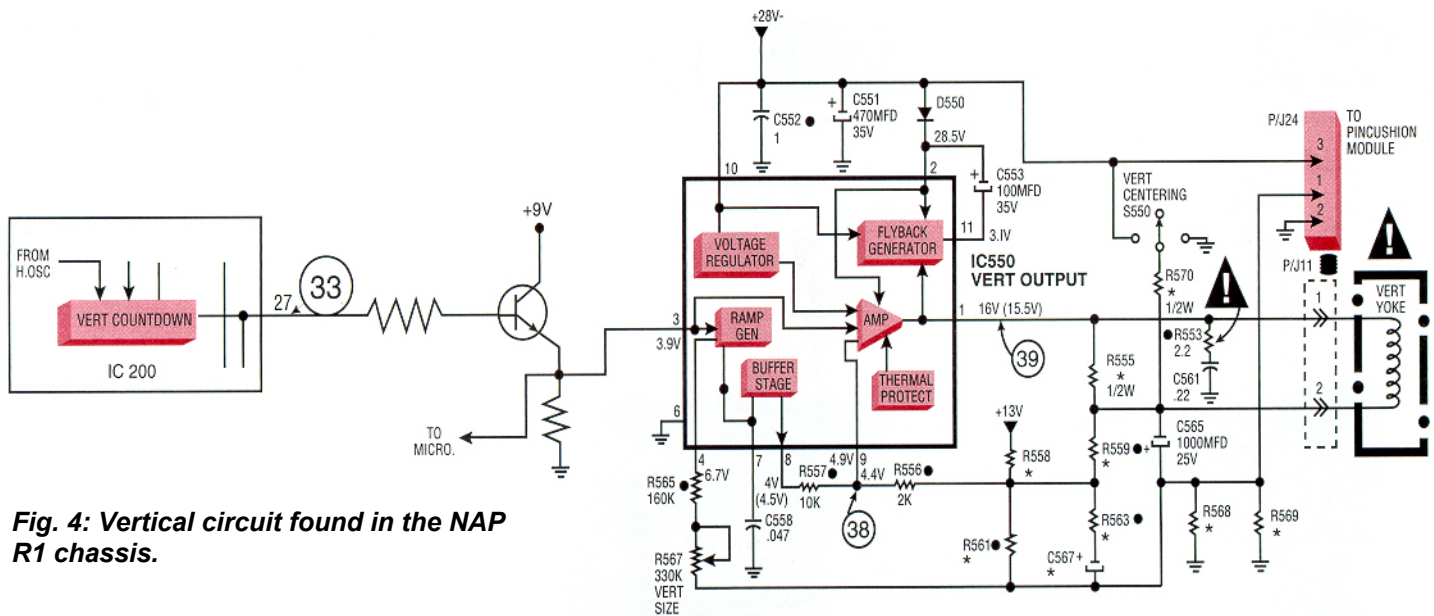 +28V-
C552
1
C551
470MFD
35V
D550
28.5V
+
C553
100MFD
35V
P/J24
TO
PINCUSHION
MODULE
3
1
2
VERT
CENTERING
S550
10
2
11
3.IV
FLYBACK
GENERATOR
VOLTAGE
REGULATOR
IC550
VERT OUTPUT
+9V
FROM
H.OSC
VERT COUNTDOWN
IC 200
27
33
3
3.9V
RAMP
GEN
AMP
1
16V (15.5V)
39
BUFFER
STAGE
THERMAL
PROTECT
6
TO
MICRO.
R570
*
1/2W
R553
2.2
C561
.22
R555
*
1/2W
P/J11
1
2
!
!
VERT
YOKE
4
6.7V
7
4V
(4.5V)
8
4.9V
9
4.4V
R565
160K
R557
10K
R556
2K
+13V
R558
*
R559
*
+
C565
1000MFD
25V
C558
.047
38
R567
330K
VERT
SIZE
R561
*
R563
*
C567+
*
R568
*
R569
*
Fig. 4: Vertical circuit found in the NAP
R1 chassis.